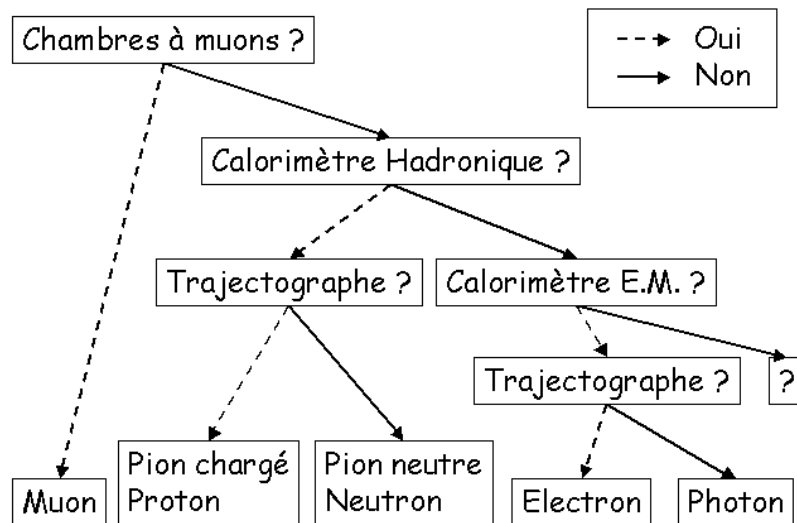 Chambres à muons ?
Oui
Non
Calorimètre Hadronique ?
Trajectographe ?
Calorimètre E.M. ?
Trajectographe ?
?
Muon
Pion chargé
Proton
Pion neutre
Neutron
Electron
Photon